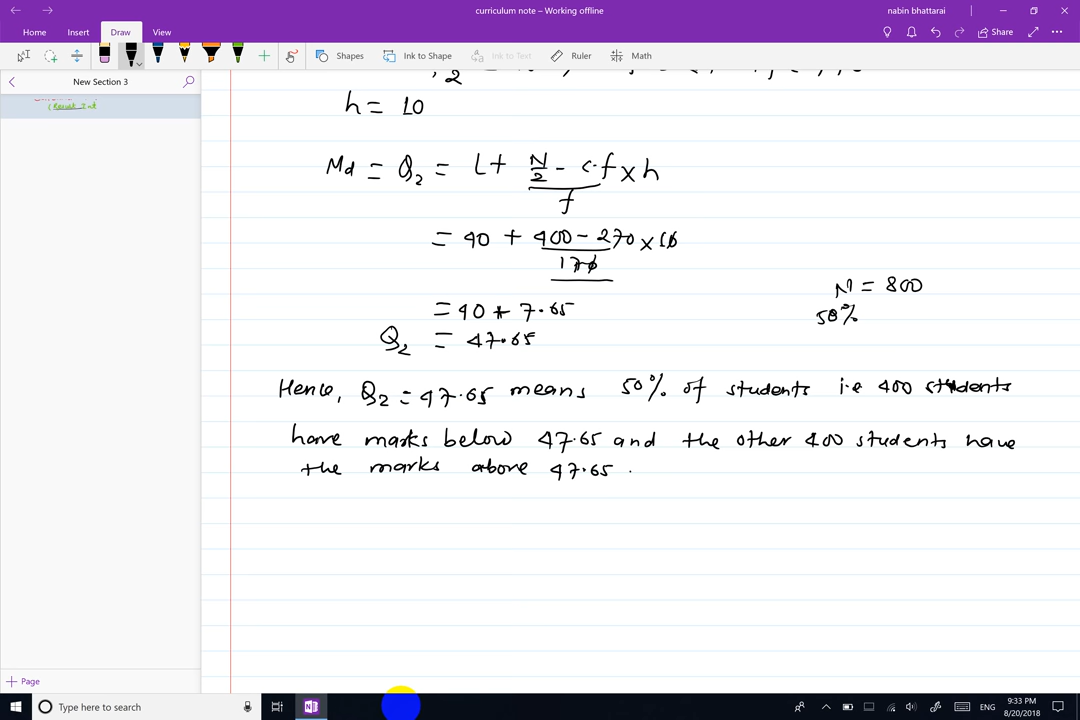 curriculum note – Working offline
nabin bhattarai
Home Insert Draw View
Share
Shapes Ink to Shape Ink to Text Ruler Math
New Section 3
h = 10
Md = Q2 = L + N/2 - c.f × h
f
= 40 + 400 - 270 × 10
170
N = 800
= 40 + 7.65
50%
Q2 = 47.65
Hence, Q2 = 47.65 means 50% of students i.e 400 students
have marks below 47.65 and the other 400 students have
the marks above 47.65 .
+ Page
Type here to search
ENG
9:33 PM
8/20/2018